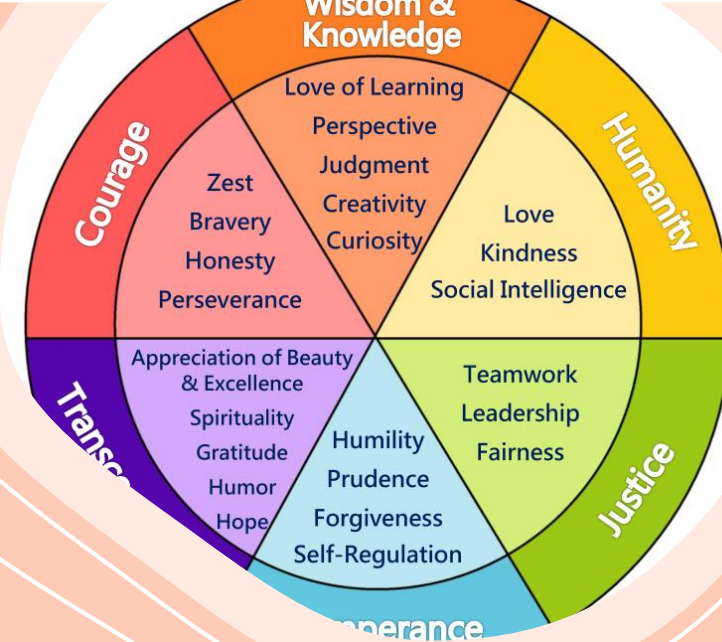 Wisdom &
Knowledge
Love of Learning
Perspective
Judgment
Creativity
Curiosity
Humanity
Love
Kindness
Social Intelligence
Courage
Zest
Bravery
Honesty
Perseverance
Appreciation of Beauty
& Excellence
Spirituality
Gratitude
Humor
Hope
Humility
Prudence
Forgiveness
Self-Regulation
Teamwork
Leadership
Fairness
Justice